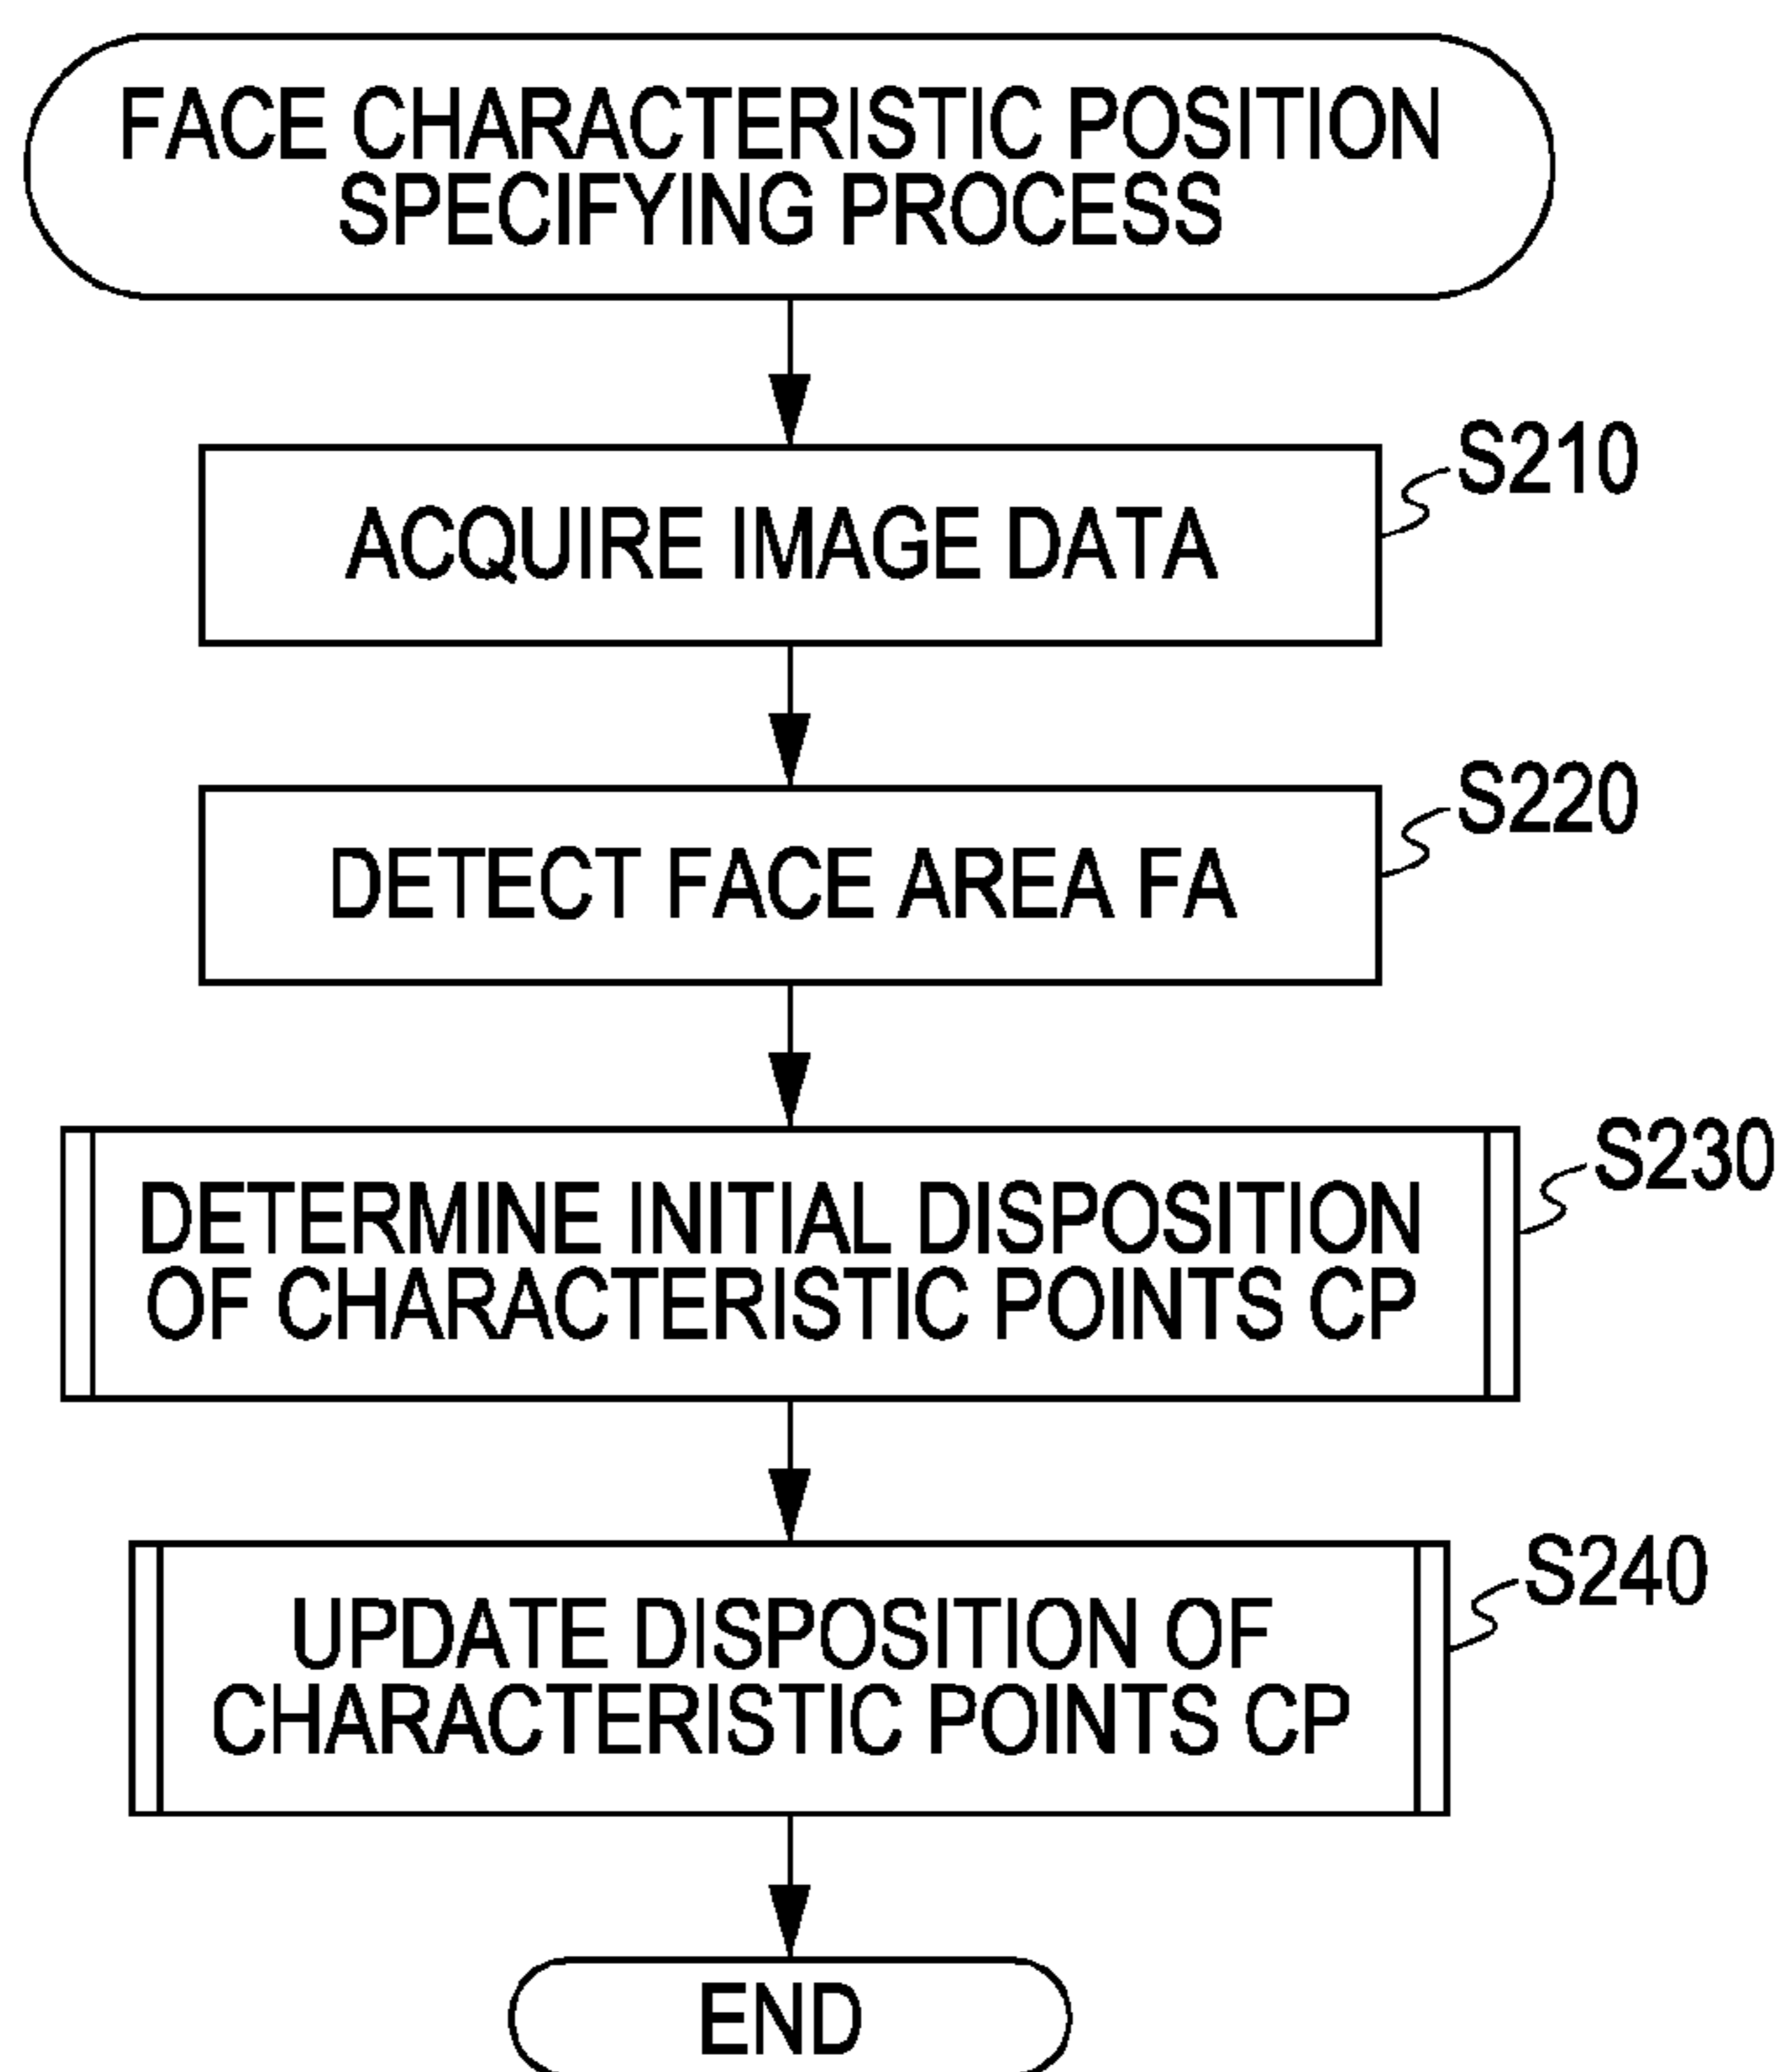 FACE CHARACTERISTIC POSITION
SPECIFYING PROCESS
S210
ACQUIRE IMAGE DATA
S220
DETECT FACE AREA FA
S230
DETERMINE INITIAL DISPOSITION
OF CHARACTERISTIC POINTS CP
S240
UPDATE DISPOSITION OF
CHARACTERISTIC POINTS CP
END